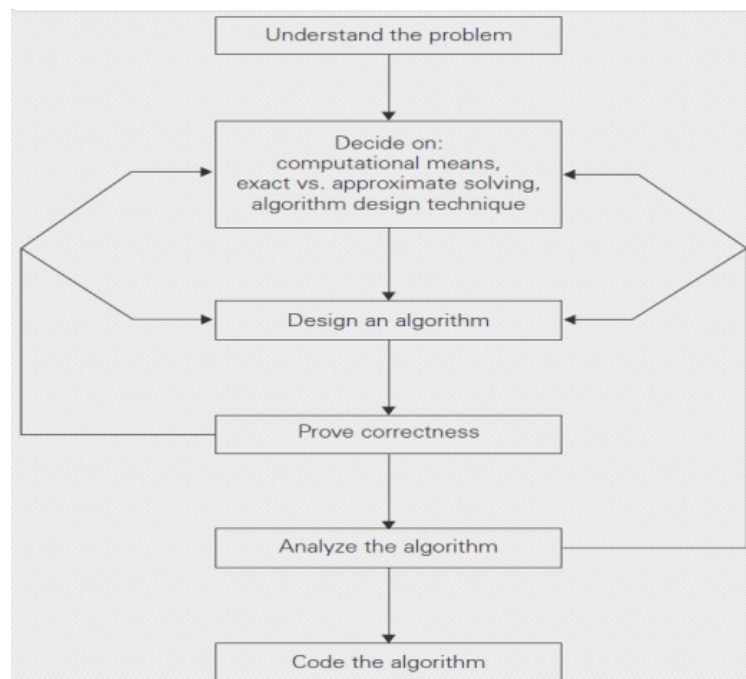 Understand the problem
Decide on:
computational means,
exact vs. approximate solving,
algorithm design technique
Design an algorithm
Prove correctness
Analyze the algorithm
Code the algorithm